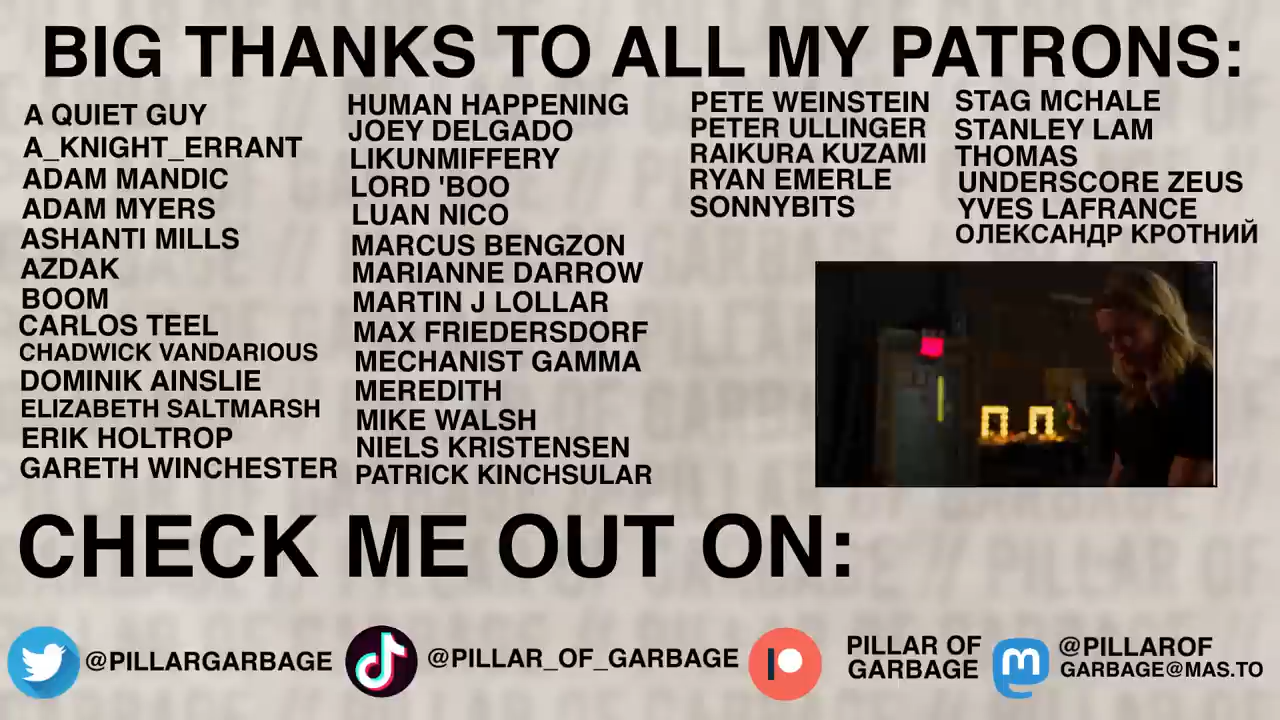 BIG THANKS TO ALL MY PATRONS:
A QUIET GUY
A_KNIGHT_ERRANT
ADAM MANDIC
ADAM MYERS
ASHANTI MILLS
AZDAK
BOOM
CARLOS TEEL
CHADWICK VANDARIOUS
DOMINIK AINSLIE
ELIZABETH SALTMARSH
ERIK HOLTROP
GARETH WINCHESTER
HUMAN HAPPENING
JOEY DELGADO
LIKUNMIFFERY
LORD 'BOO
LUAN NICO
MARCUS BENGZON
MARIANNE DARROW
MARTIN J LOLLAR
MAX FRIEDERSDORF
MECHANIST GAMMA
MEREDITH
MIKE WALSH
NIELS KRISTENSEN
PATRICK KINCHSULAR
PETE WEINSTEIN
PETER ULLINGER
RAIKURA KUZAMI
RYAN EMERLE
SONNYBITS
STAG MCHALE
STANLEY LAM
THOMAS
UNDERSCORE ZEUS
YVES LAFRANCE
ОЛЕКСАНДР КРОТНИЙ
CHECK ME OUT ON:
@PILLARGARBAGE
@PILLAR_OF_GARBAGE
PILLAR OF
GARBAGE
@PILLAROF
GARBAGE@MAS.TO